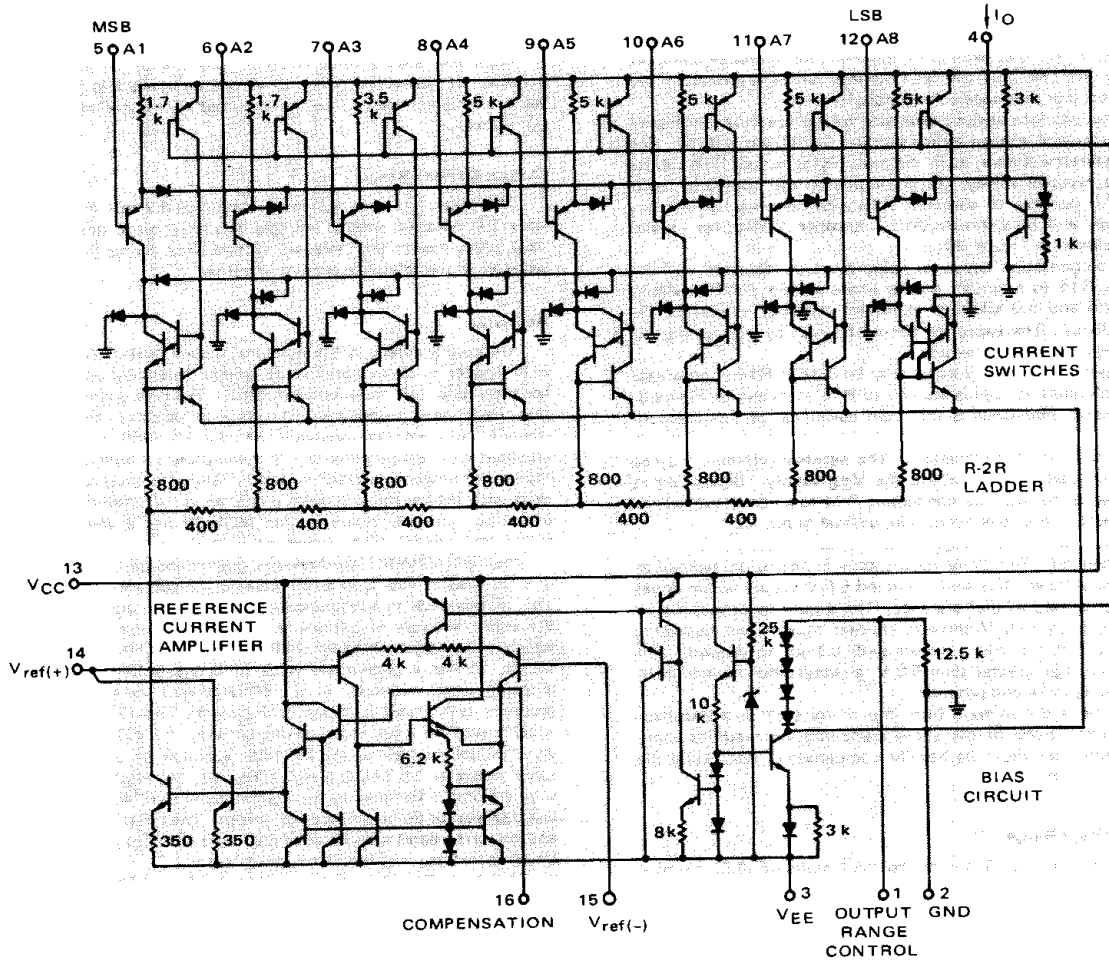 MSB
LSB
I_O
5 A1
6 A2
7 A3
8 A4
9 A5
10 A6
11 A7
12 A8
4
1.7 k
1.7 k
3.5 k
5 k
5 k
5 k
5 k
5k
3 k
1 k
CURRENT
SWITCHES
800
800
800
800
800
800
800
800
R-2R
LADDER
400
400
400
400
400
400
13
VCC
REFERENCE
CURRENT
AMPLIFIER
14
Vref(+)
4 k
4 k
25 k
12.5 k
10 k
6.2 k
BIAS
CIRCUIT
350
350
8k
3 k
16
COMPENSATION
15
Vref(−)
3
VEE
1
OUTPUT
RANGE
CONTROL
2
GND